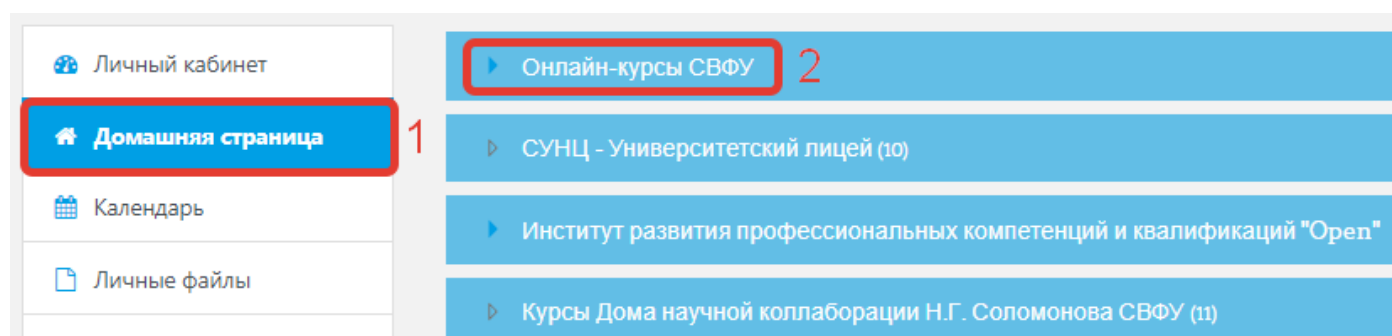 Личный кабинет
Домашняя страница
1
Календарь
Личные файлы
Онлайн-курсы СВФУ
2
СУНЦ - Университетский лицей (10)
Институт развития профессиональных компетенций и квалификаций "Open"
Курсы Дома научной коллаборации Н.Г. Соломонова СВФУ (11)